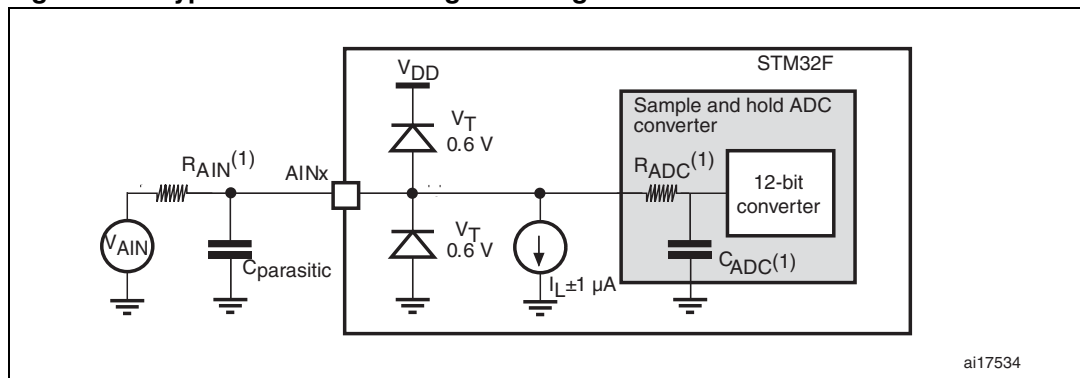 STM32F
VDD
Sample and hold ADC
converter
VT
0.6 V
RAIN(1)
AINx
RADC(1)
12-bit
converter
VAIN
Cparasitic
VT
0.6 V
IL±1 µA
CADC(1)
ai17534